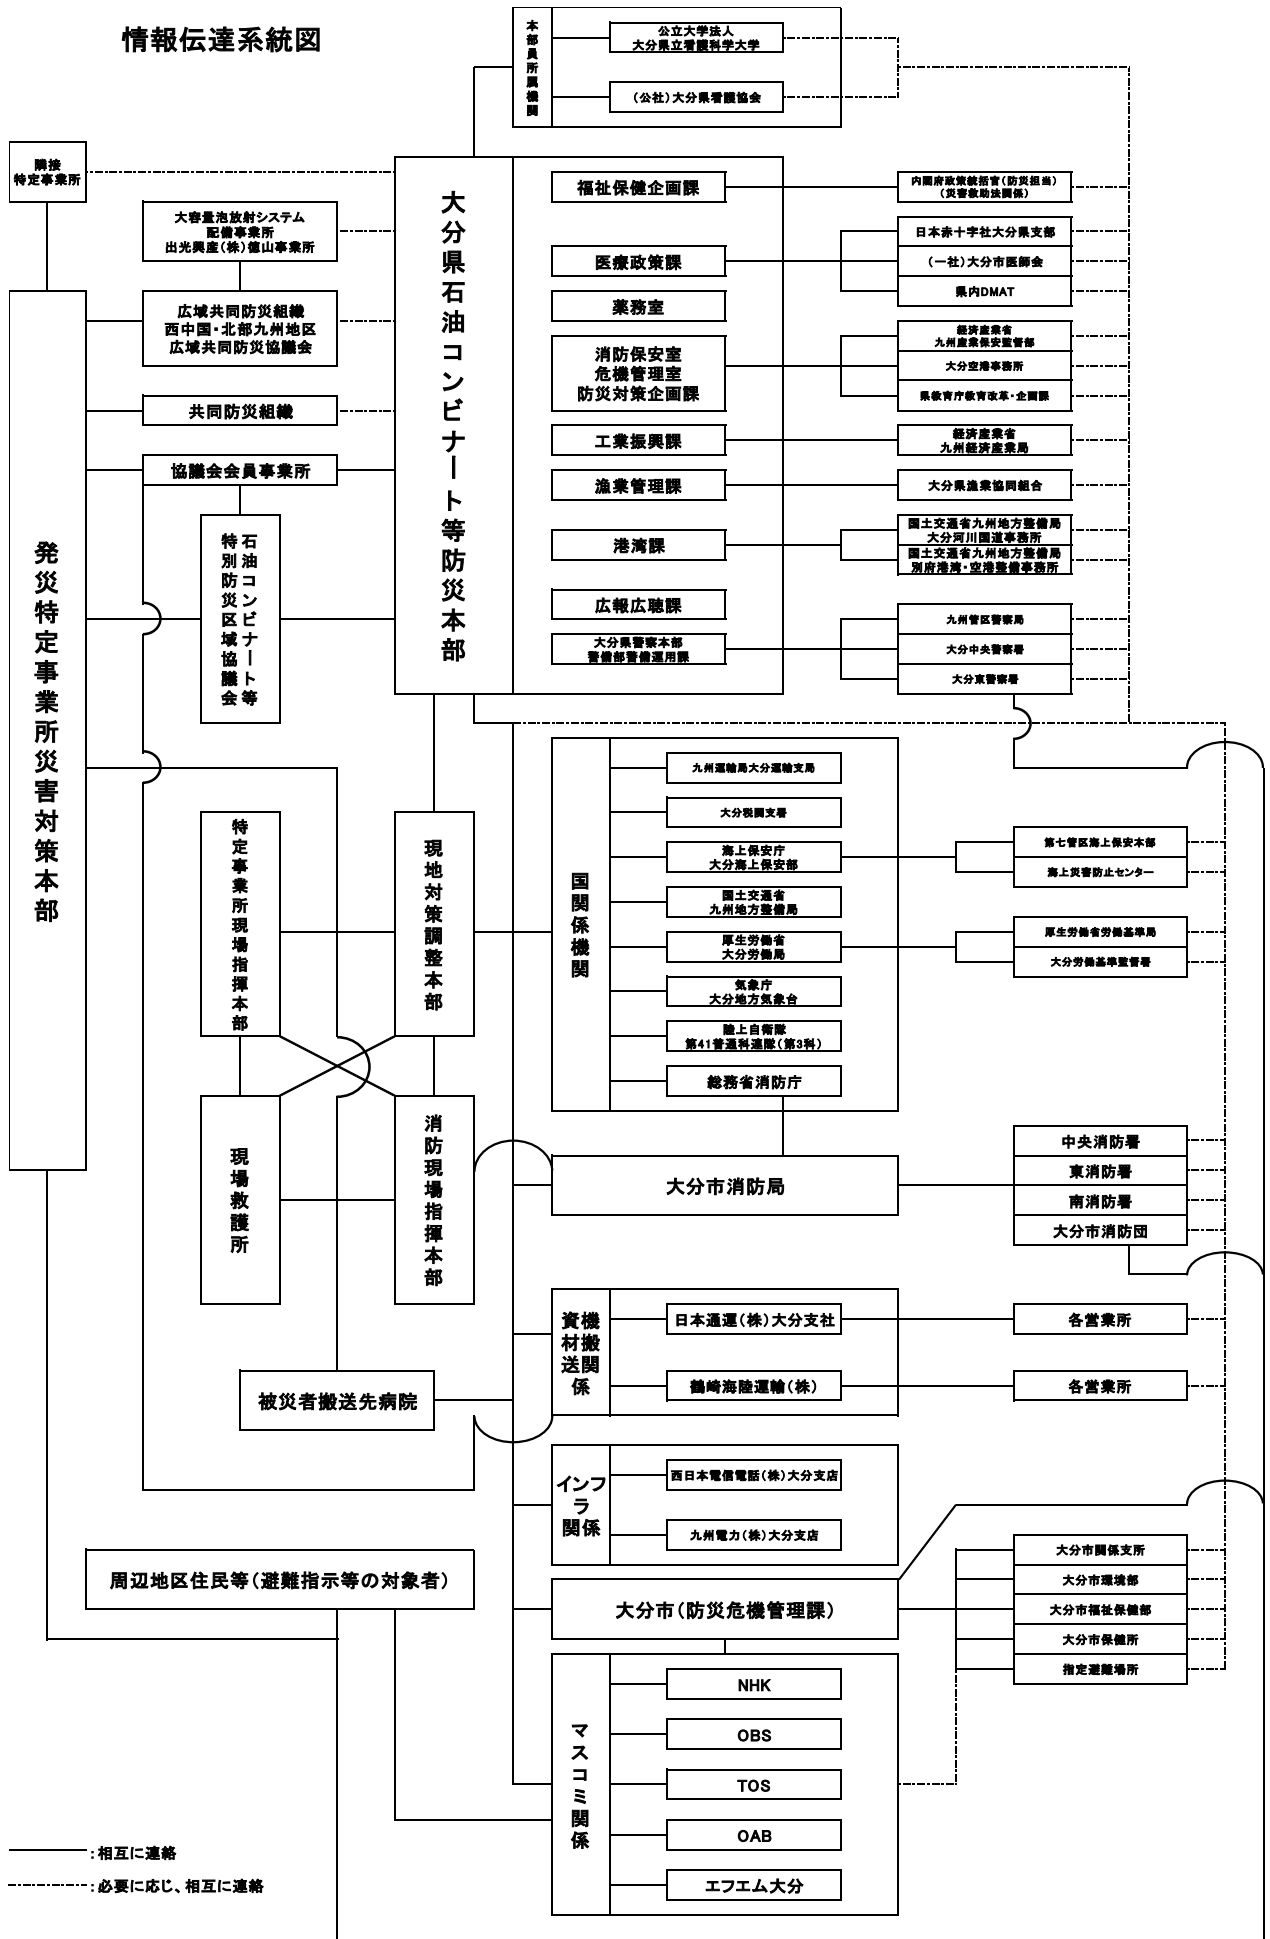 情報伝達系統図
本部員所属機関
公立大学法人
大分県立看護科学大学
(公社)大分県看護協会
隣接
特定事業所
大容量泡放射システム
配備事業所
出光興産(株)徳山事業所
広域共同防災組織
西中国・北部九州地区
広域共同防災協議会
共同防災組織
協議会会員事業所
石油コンビナート等
特別防災区域協議会
発災特定事業所災害対策本部
大分県石油コンビナート等防災本部
福祉保健企画課
医療政策課
薬務室
消防保安室
危機管理室
防災対策企画課
工業振興課
漁業管理課
港湾課
広報広聴課
大分県警察本部
警備部警備運用課
内閣府政策統括官(防災担当)
(災害救助法関係)
日本赤十字社大分県支部
(一社)大分市医師会
県内DMAT
経済産業省
九州産業保安監督部
大分空港事務所
県教育庁教育改革・企画課
経済産業省
九州経済産業局
大分県漁業協同組合
国土交通省九州地方整備局
大分河川国道事務所
国土交通省九州地方整備局
別府港湾・空港整備事務所
九州管区警察局
大分中央警察署
大分東警察署
特定事業所現場指揮本部
現地対策調整本部
現場救護所
消防現場指揮本部
国関係機関
九州運輸局大分運輸支局
大分税関支署
海上保安庁
大分海上保安部
国土交通省
九州地方整備局
厚生労働省
大分労働局
気象庁
大分地方気象台
陸上自衛隊
第41普通科連隊(第3科)
総務省消防庁
第七管区海上保安本部
海上災害防止センター
厚生労働省労働基準局
大分労働基準監督署
大分市消防局
中央消防署
東消防署
南消防署
大分市消防団
資機
材搬
送関
係
日本通運(株)大分支社
鶴崎海陸運輸(株)
各営業所
各営業所
被災者搬送先病院
インフ
ラ
関係
西日本電信電話(株)大分支店
九州電力(株)大分支店
周辺地区住民等(避難指示等の対象者)
大分市(防災危機管理課)
大分市関係支所
大分市環境部
大分市福祉保健部
大分市保健所
指定避難場所
マスコミ関係
NHK
OBS
TOS
OAB
エフエム大分
:相互に連絡
:必要に応じ、相互に連絡